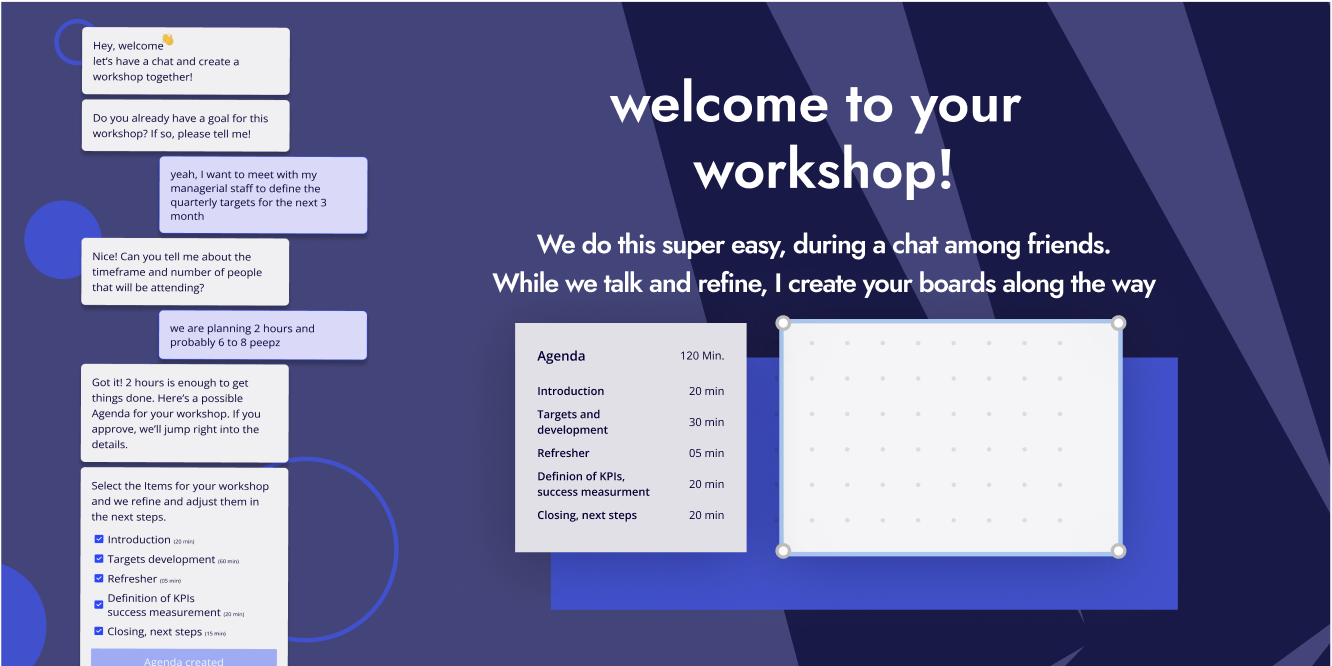 Hey, welcome👋
let's have a chat and create a
workshop together!
Do you already have a goal for this
workshop? If so, please tell me!
yeah, I want to meet with my
managerial staff to define the
quarterly targets for the next 3
month
Nice! Can you tell me about the
timeframe and number of people
that will be attending?
we are planning 2 hours and
probably 6 to 8 peepz
Got it! 2 hours is enough to get
things done. Here's a possible
Agenda for your workshop. If you
approve, we'll jump right into the
details.
Select the Items for your workshop
and we refine and adjust them in
the next steps.
Introduction (20 min)
Targets development (60 min)
Refresher (05 min)
Definition of KPIs
success measurement (20 min)
Closing, next steps (15 min)
Agenda created
welcome to your
workshop!
We do this super easy, during a chat among friends.
While we talk and refine, I create your boards along the way
Agenda 120 Min.
Introduction 20 min
Targets and
development 30 min
Refresher 05 min
Definion of KPIs,
success measurment 20 min
Closing, next steps 20 min